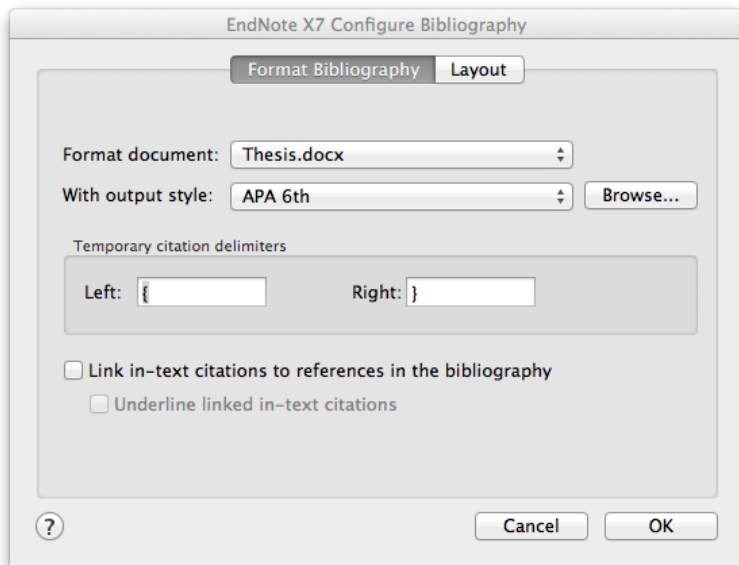 EndNote X7 Configure Bibliography
Format Bibliography Layout
Format document: Thesis.docx
With output style: APA 6th Browse...
Temporary citation delimiters
Left: { Right: }
Link in-text citations to references in the bibliography
Underline linked in-text citations
? Cancel OK